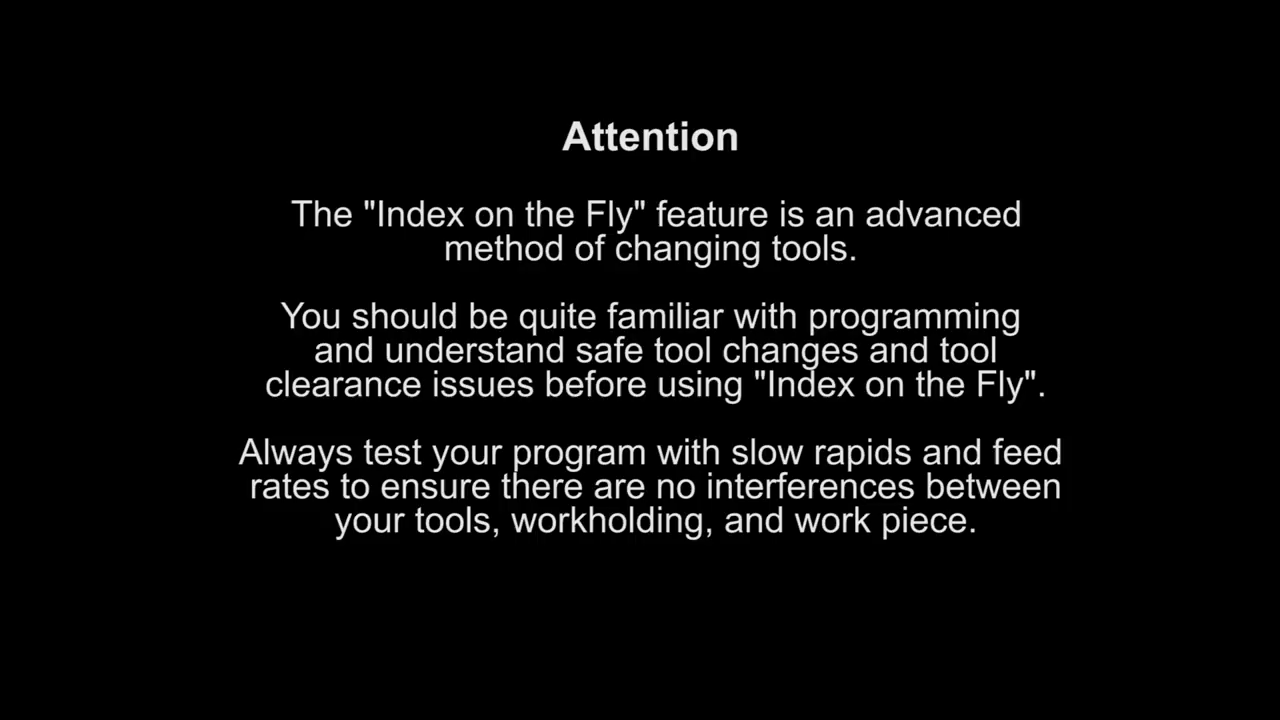 Attention
The "Index on the Fly" feature is an advanced
method of changing tools.
You should be quite familiar with programming
and understand safe tool changes and tool
clearance issues before using "Index on the Fly".
Always test your program with slow rapids and feed
rates to ensure there are no interferences between
your tools, workholding, and work piece.